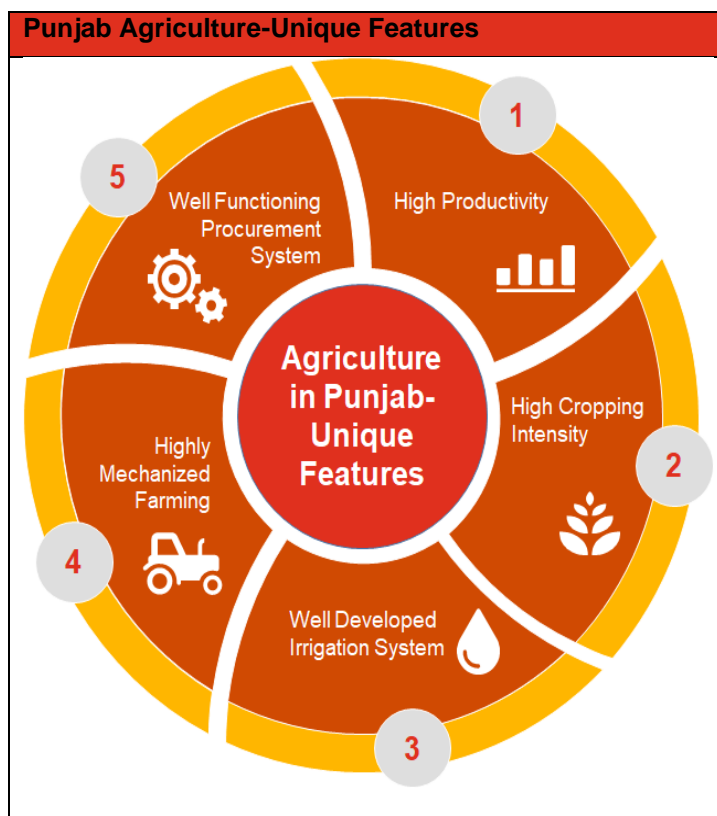 Punjab Agriculture-Unique Features
1
High Productivity
2
High Cropping
Intensity
3
Well Developed
Irrigation System
4
Highly
Mechanized
Farming
5
Well Functioning
Procurement
System
Agriculture
in Punjab-
Unique
Features